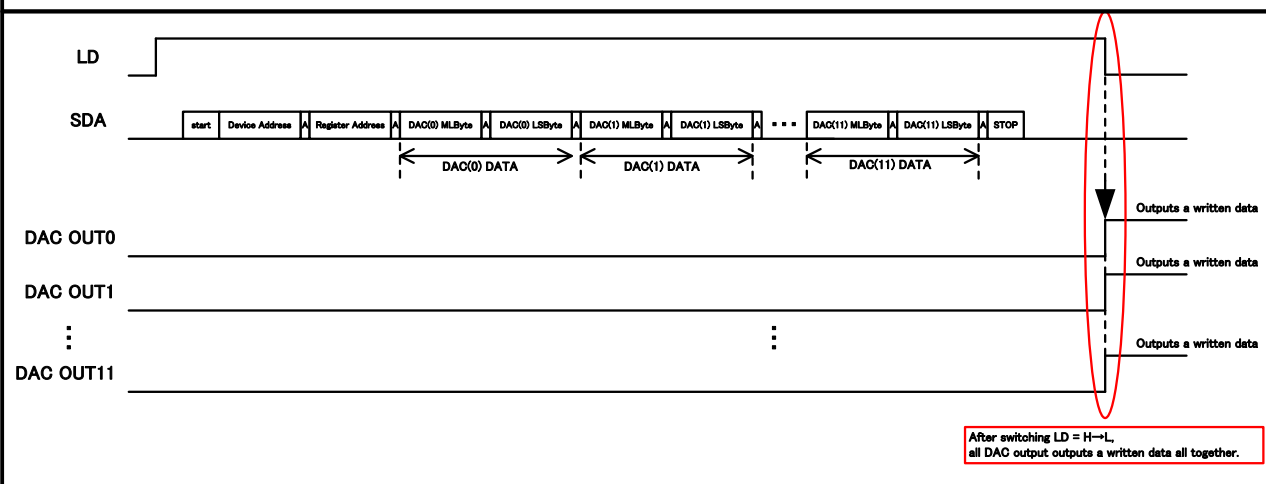 LD
SDA
start Device Address A Register Address A DAC(0) MLByte A DAC(0) LSByte A DAC(1) MLByte A DAC(1) LSByte A ・・・ DAC(11) MLByte A DAC(11) LSByte A STOP
DAC(0) DATA
DAC(1) DATA
DAC(11) DATA
Outputs a written data
DAC OUT0
Outputs a written data
DAC OUT1
Outputs a written data
DAC OUT11
After switching LD = H→L,
all DAC output outputs a written data all together.